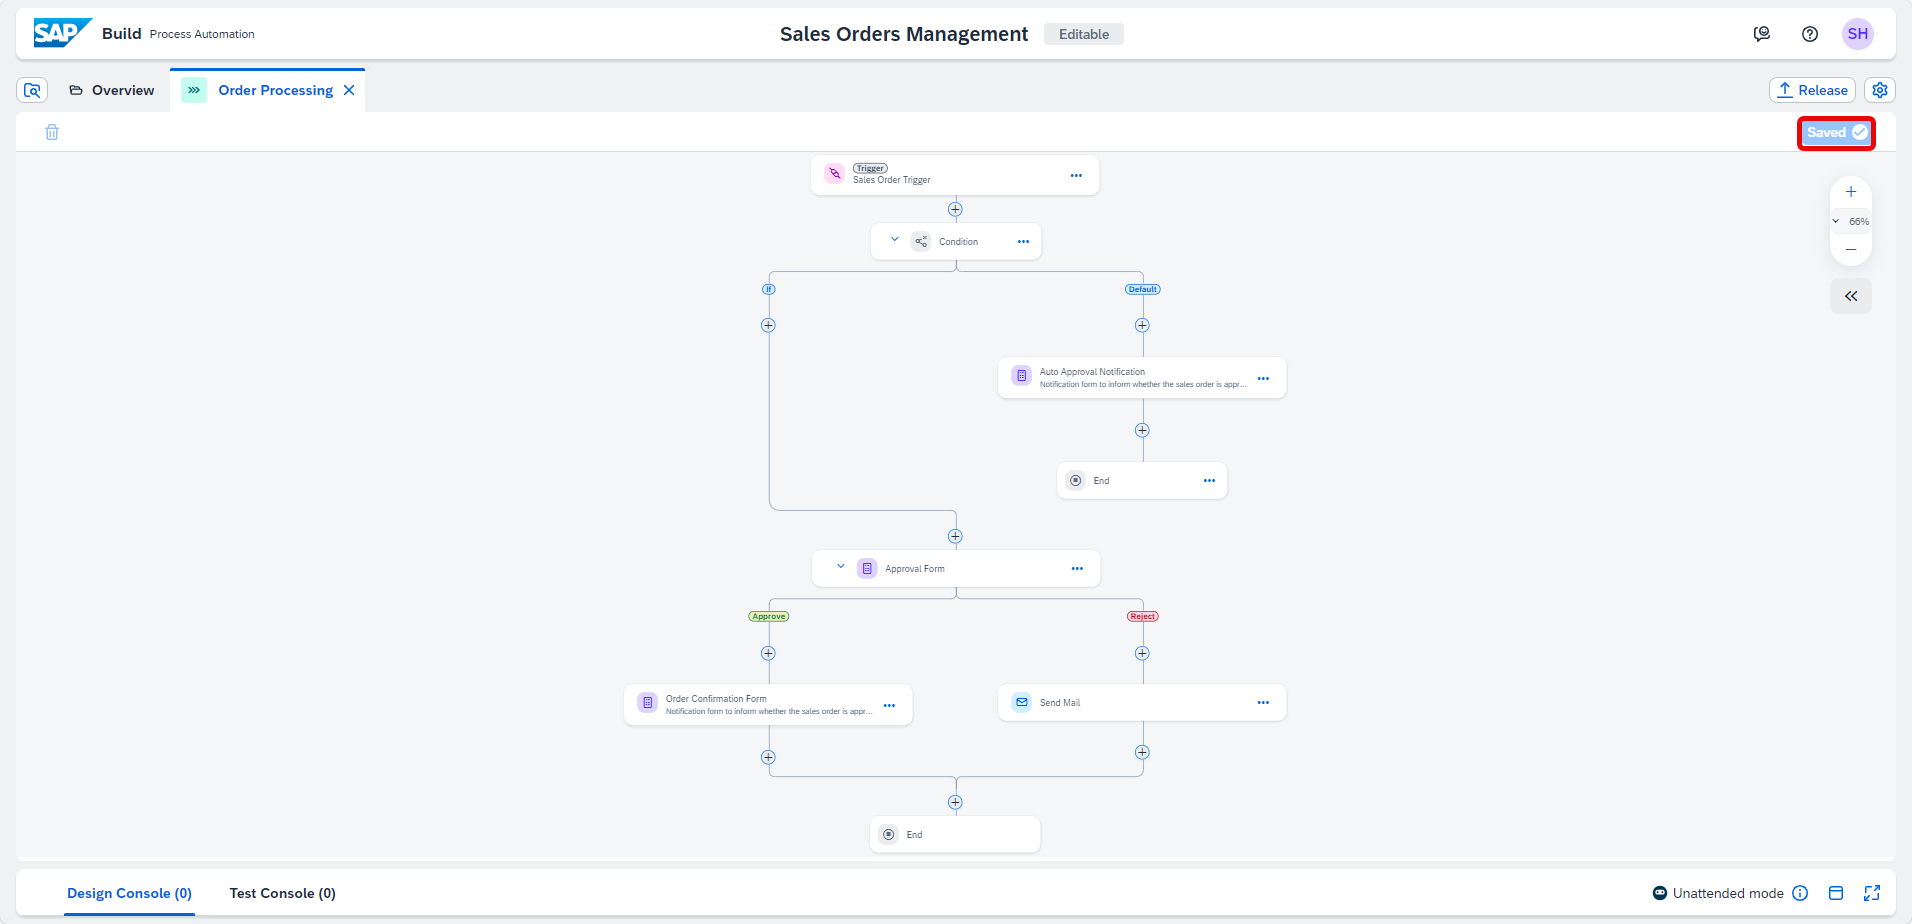 SAP Build Process Automation
Sales Orders Management Editable
SH
Overview
Order Processing
Release
Saved
Trigger
Sales Order Trigger
66%
Condition
If
Default
Auto Approval Notification
Notification form to inform whether the sales order is appr...
End
Approval Form
Approve
Reject
Order Confirmation Form
Notification form to inform whether the sales order is appr...
Send Mail
End
Design Console (0)
Test Console (0)
Unattended mode